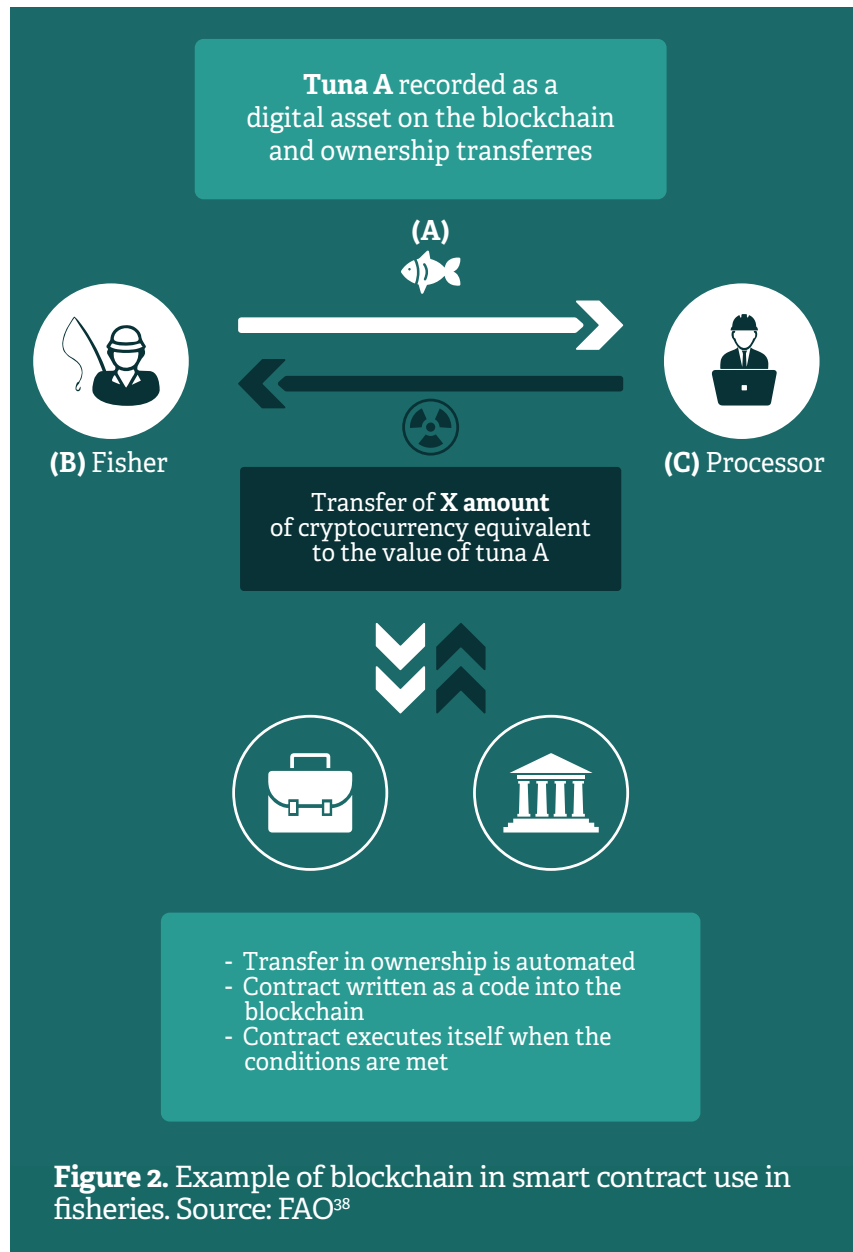 Tuna A recorded as a
digital asset on the blockchain
and ownership transferres
(A)
(B) Fisher
(C) Processor
Transfer of X amount
of cryptocurrency equivalent
to the value of tuna A
- Transfer in ownership is automated
- Contract written as a code into the
blockchain
- Contract executes itself when the
conditions are met
Figure 2. Example of blockchain in smart contract use in
fisheries. Source: FAO³⁸